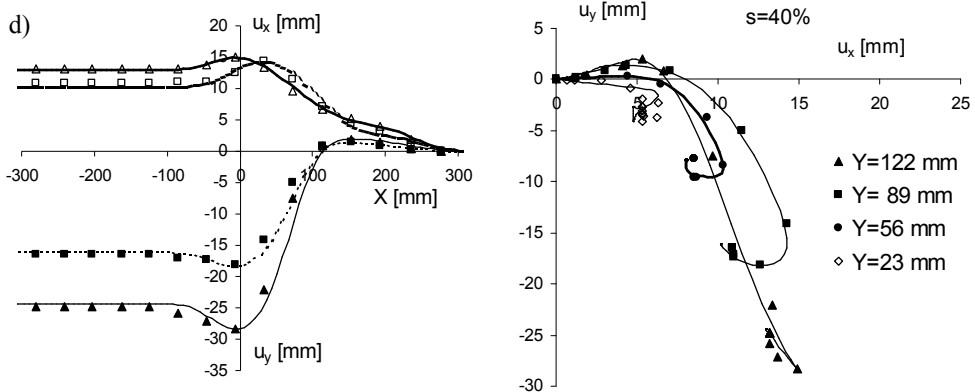 d)
u_x [mm]
20
15
10
5
0
-5
-10
-15
-20
-25
-30
-35
-300 -200 -100 0 100 200 300
X [mm]
u_y [mm]
u_y [mm]
s=40%
u_x [mm]
5
0
-5
-10
-15
-20
-25
-30
0 5 10 15 20 25
Y=122 mm
Y= 89 mm
Y=56 mm
Y=23 mm